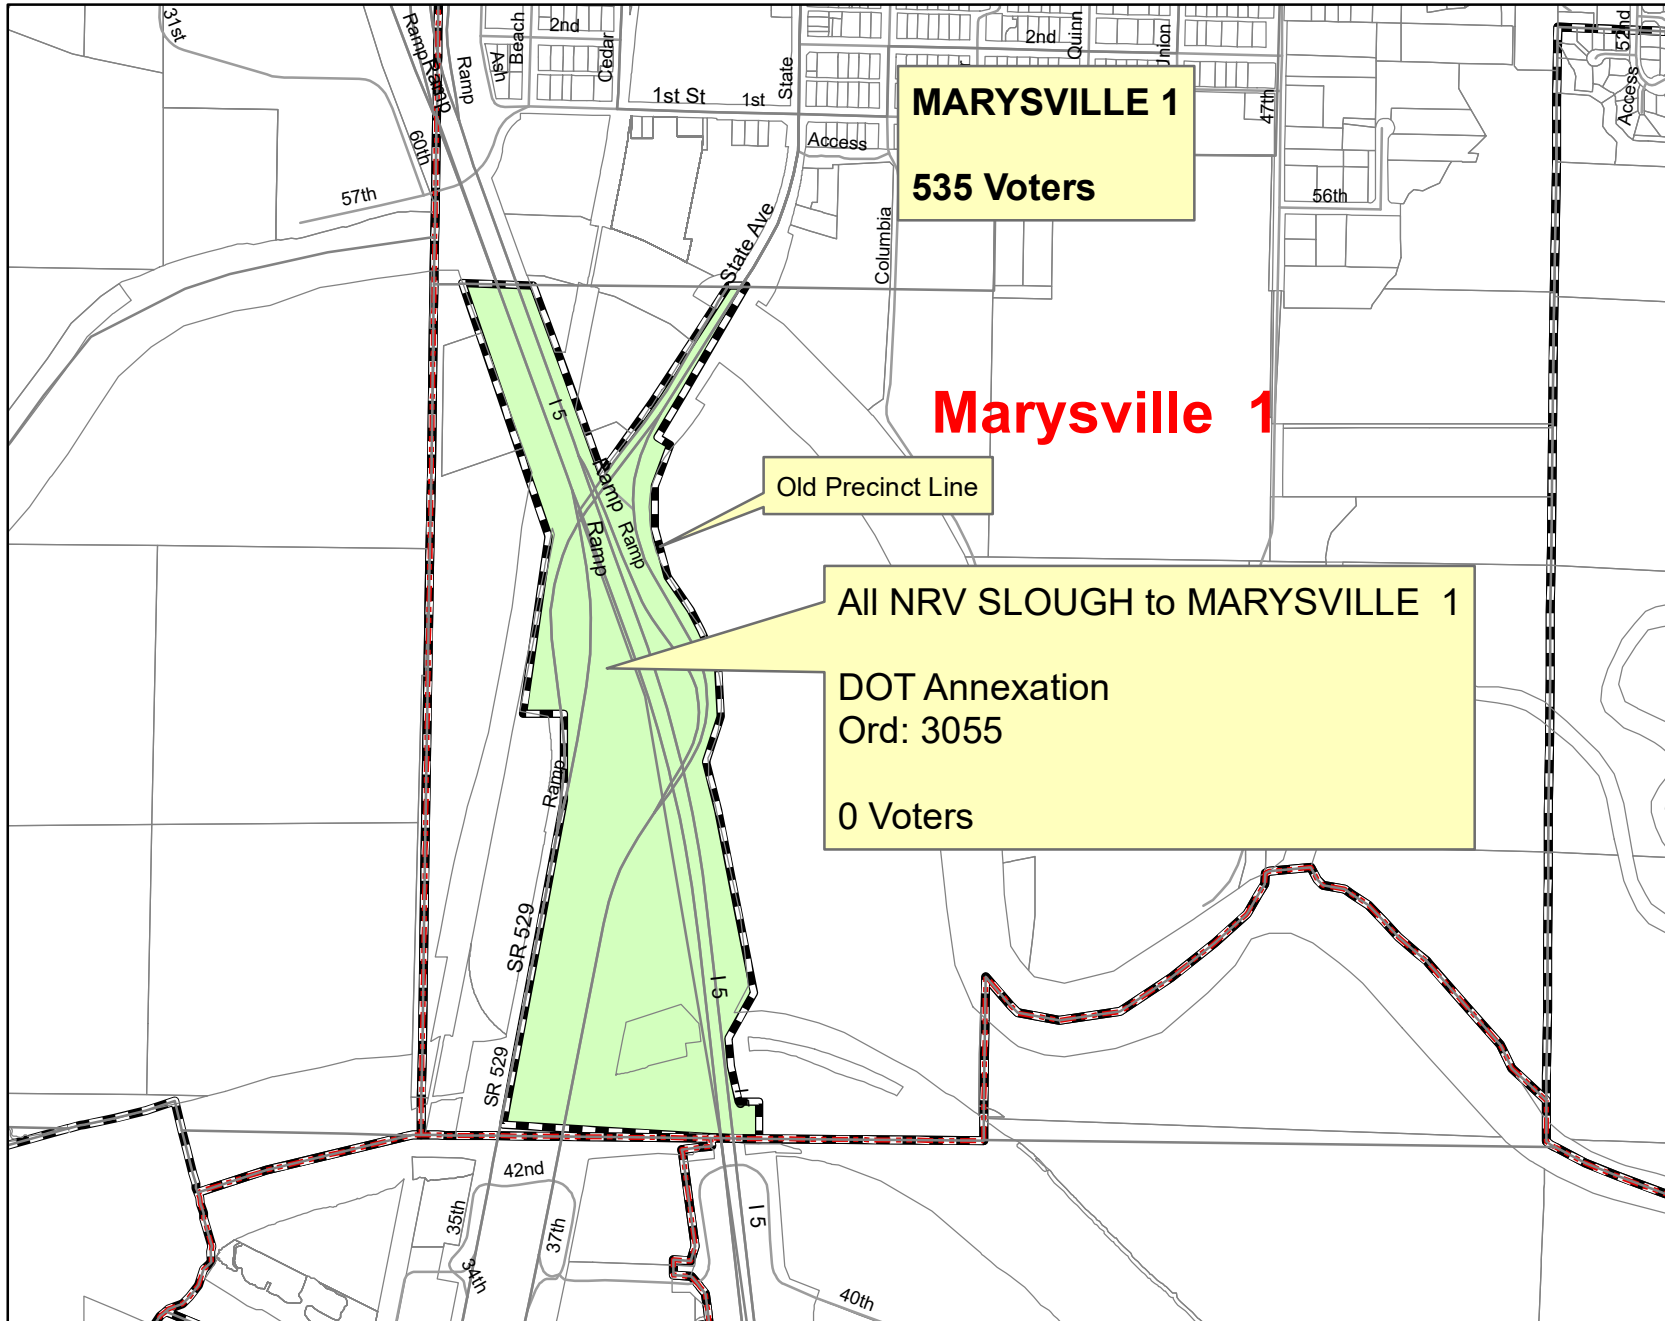 31st
Ramp
Ramp
Ramp
Ash
Beach
2nd
Cedar
State
2nd
Quinn
52nd
Access
1st St
1st
47th
60th
Access
57th
56th
MARYSVILLE 1
535 Voters
State Ave
Columbia
Marysville 1
I 5
Ramp
Old Precinct Line
Ramp
Ramp
All NRV SLOUGH to MARYSVILLE 1
DOT Annexation
Ord: 3055
0 Voters
Ramp
SR 529
I 5
SR 529
42nd
35th
37th
I 5
34th
40th